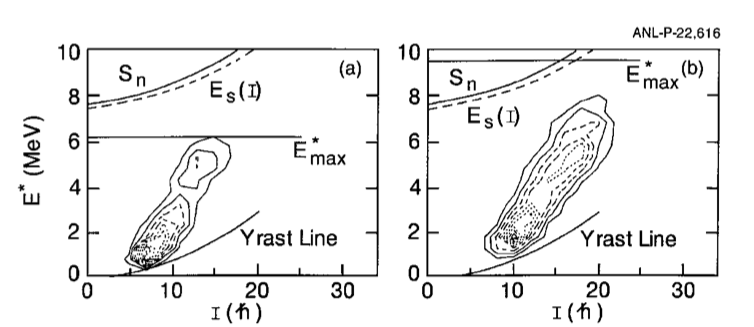 ANL-P-22,616
10
8
6
4
2
0
E* (MeV)
Sn
Es(I)
(a)
E*max
Yrast Line
0
10
20
30
I(ħ)
10
8
6
4
2
0
Sn
Es(I)
E*max
(b)
Yrast Line
0
10
20
30
I(ħ)